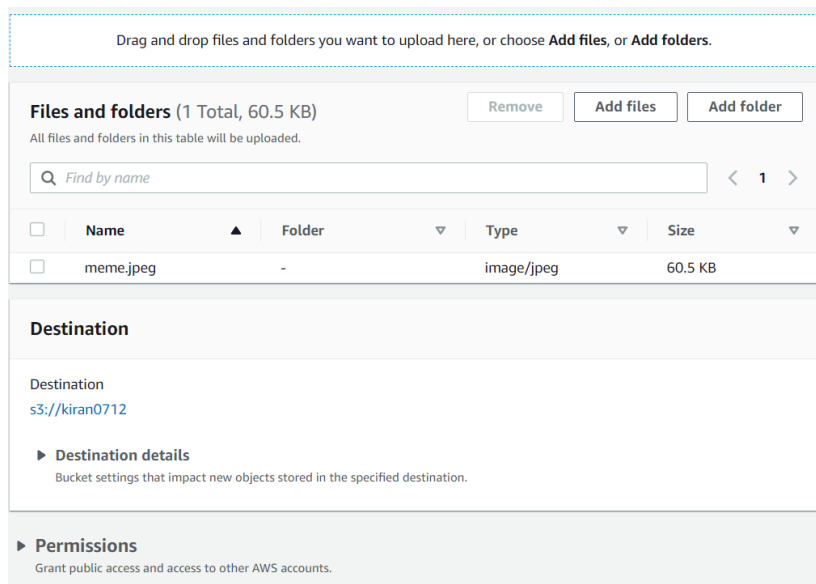 Drag and drop files and folders you want to upload here, or choose Add files, or Add folders.
Files and folders (1 Total, 60.5 KB)
Remove
Add files
Add folder
All files and folders in this table will be uploaded.
Find by name
1
Name Folder Type Size
meme.jpeg - image/jpeg 60.5 KB
Destination
Destination
s3://kiran0712
Destination details
Bucket settings that impact new objects stored in the specified destination.
Permissions
Grant public access and access to other AWS accounts.